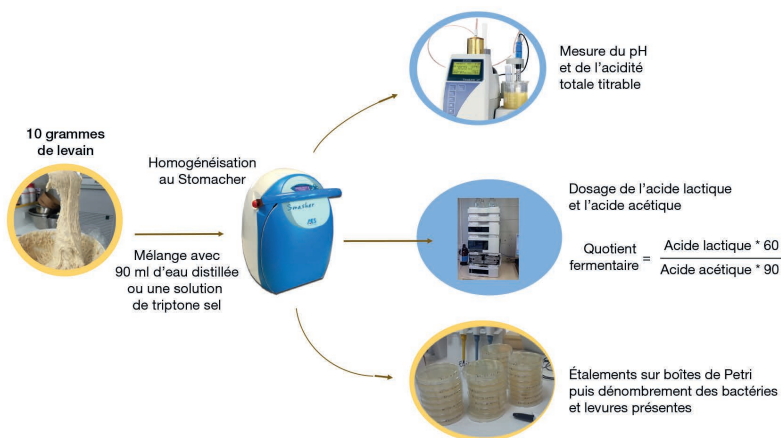 10 grammes
de levain
Mélange avec
90 ml d'eau distillée
ou une solution
de triptone sel
Homogénéisation
au Stomacher
Smasher
AES
Mesure du pH
et de l'acidité
totale titrable
Dosage de l'acide lactique
et l'acide acétique
Quotient
fermentaire = Acide lactique * 60
Acide acétique * 90
Étalements sur boîtes de Petri
puis dénombrement des bactéries
et levures présentes